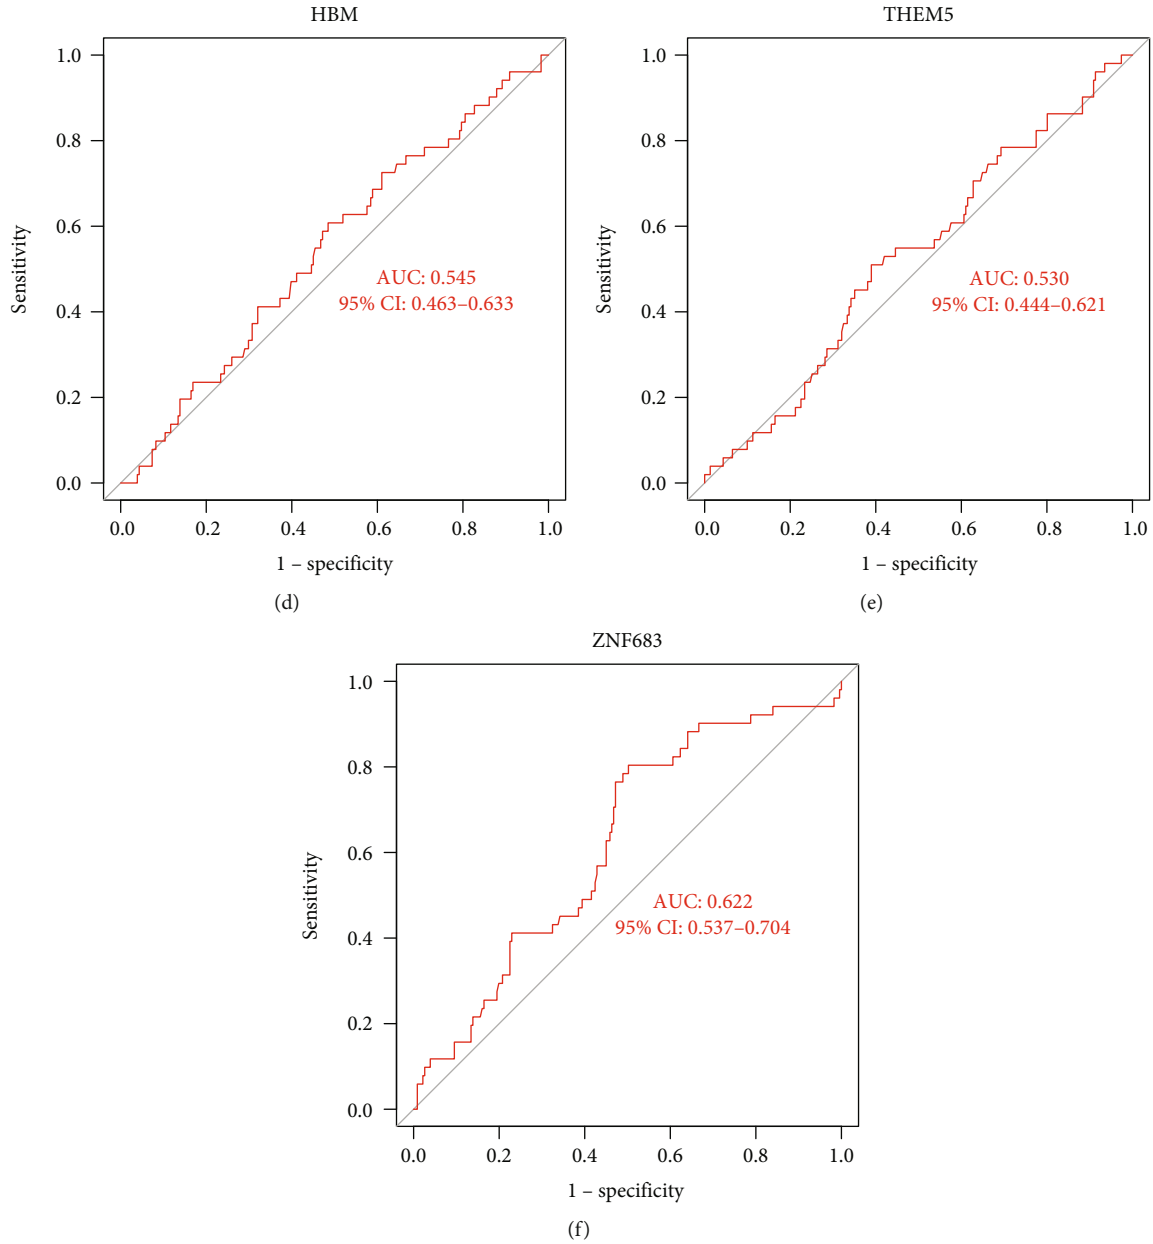 HBM
1.0
0.8
0.6
0.4
0.2
0.0
Sensitivity
AUC: 0.545
95% CI: 0.463–0.633
0.0 0.2 0.4 0.6 0.8 1.0
1 – specificity
(d)
THEM5
1.0
0.8
0.6
0.4
0.2
0.0
Sensitivity
AUC: 0.530
95% CI: 0.444–0.621
0.0 0.2 0.4 0.6 0.8 1.0
1 – specificity
(e)
ZNF683
1.0
0.8
0.6
0.4
0.2
0.0
Sensitivity
AUC: 0.622
95% CI: 0.537–0.704
0.0 0.2 0.4 0.6 0.8 1.0
1 – specificity
(f)